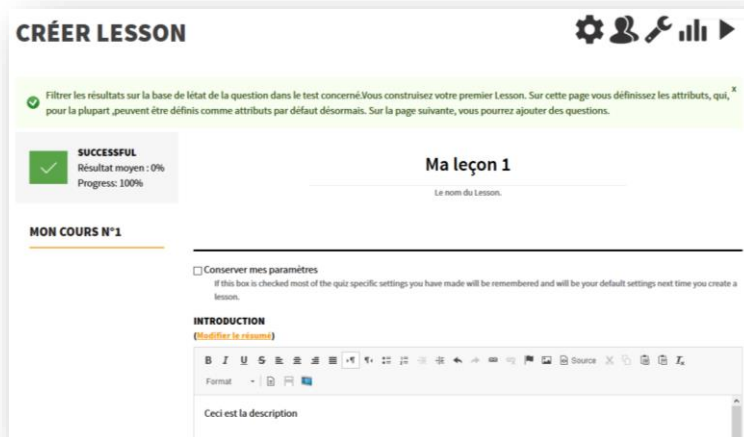 CRÉER LESSON
Filtrer les résultats sur la base de létat de la question dans le test concerné.Vous construisez votre premier Lesson. Sur cette page vous définissez les attributs, qui,
x
pour la plupart ,peuvent être définis comme attributs par défaut désormais. Sur la page suivante, vous pourrez ajouter des questions.
SUCCESSFUL
Résultat moyen : 0%
Progress: 100%
Ma leçon 1
Le nom du Lesson.
MON COURS N°1
Conserver mes paramètres
If this box is checked most of the quiz specific settings you have made will be remembered and will be your default settings next time you create a
lesson.
INTRODUCTION
(Modifier le résumé)
B I U S Source
Format
Ceci est la description